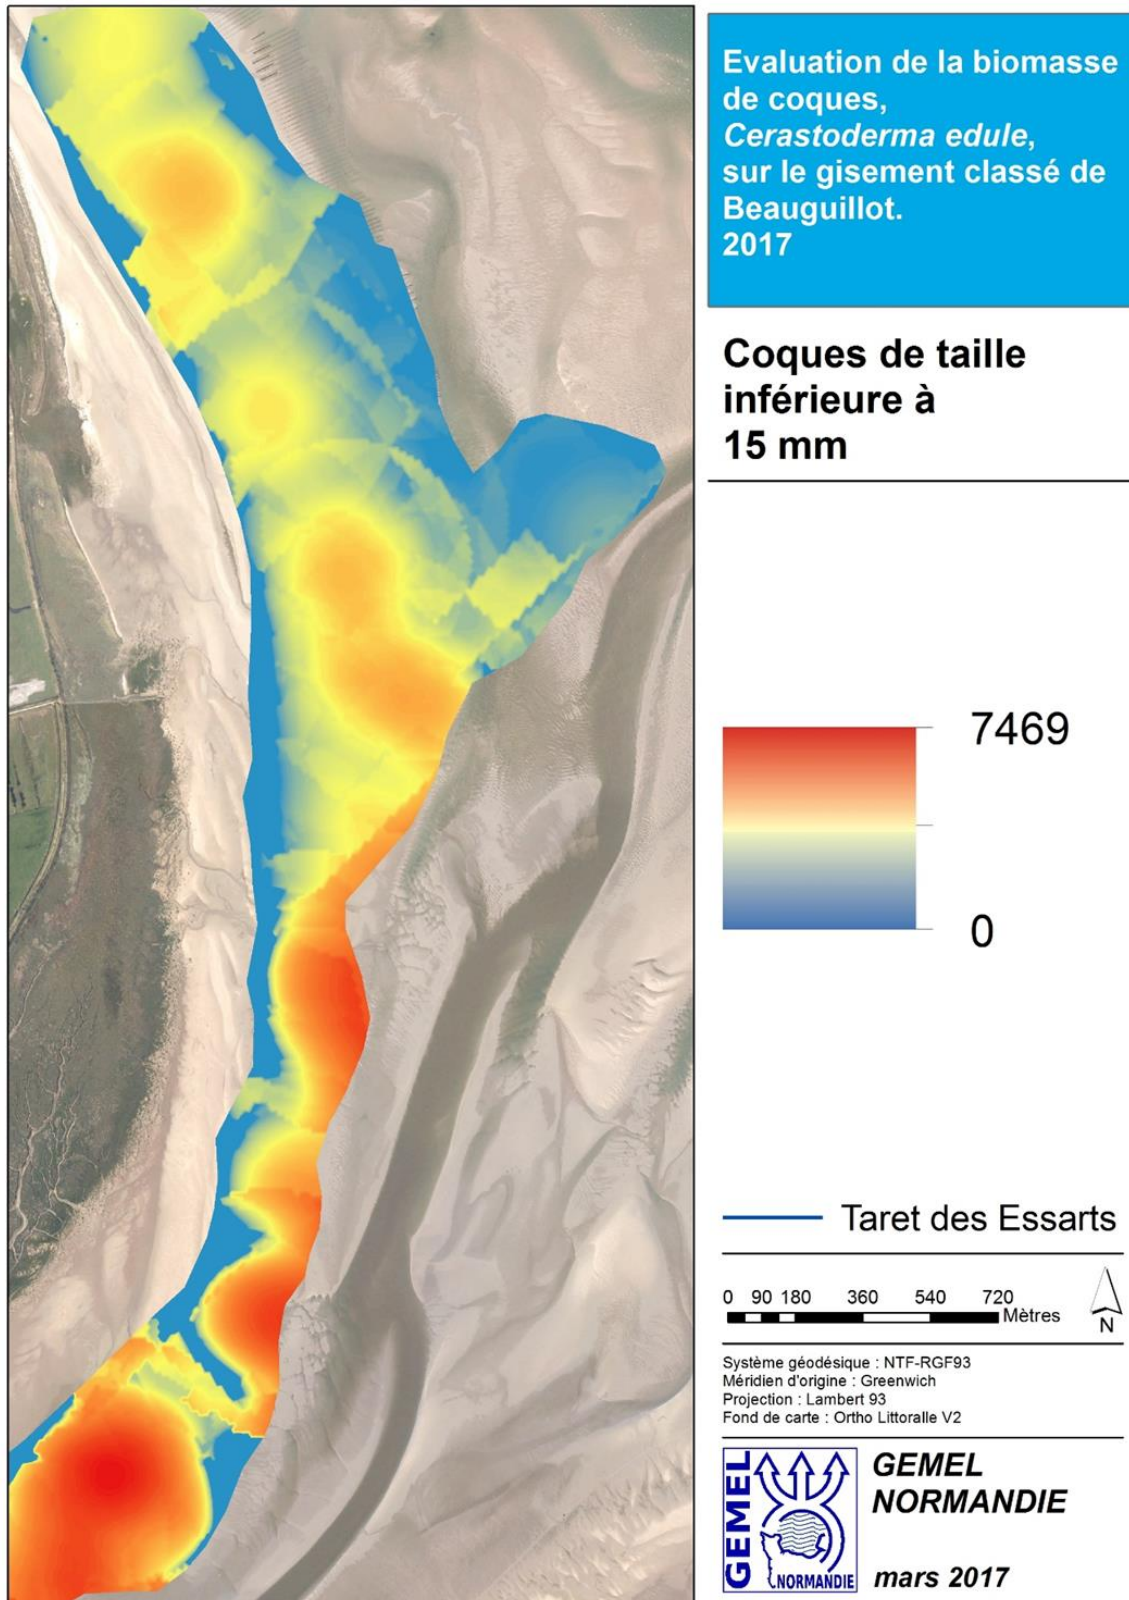 Evaluation de la biomasse
de coques,
Cerastoderma edule,
sur le gisement classé de
Beauguillot.
2017
Coques de taille
inférieure à
15 mm
7469
0
Taret des Essarts
0 90 180 360 540 720
Mètres
N
Système géodésique : NTF-RGF93
Méridien d'origine : Greenwich
Projection : Lambert 93
Fond de carte : Ortho Littoralle V2
GEMEL
NORMANDIE
GEMEL
NORMANDIE
mars 2017